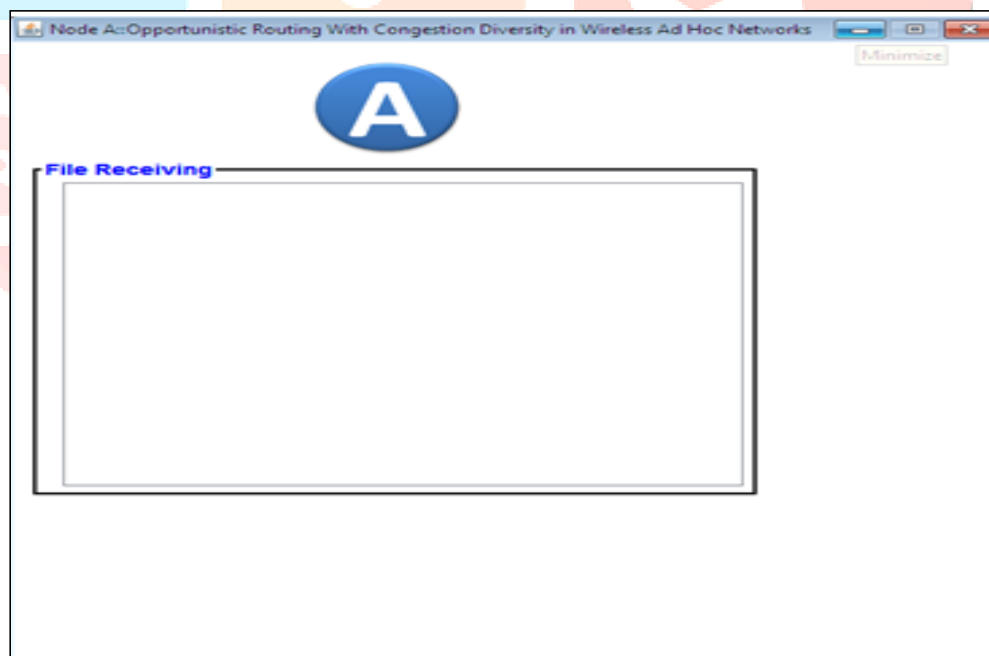 Node A::Opportunistic Routing With Congestion Diversity in Wireless Ad Hoc Networks
Minimize
A
File Receiving